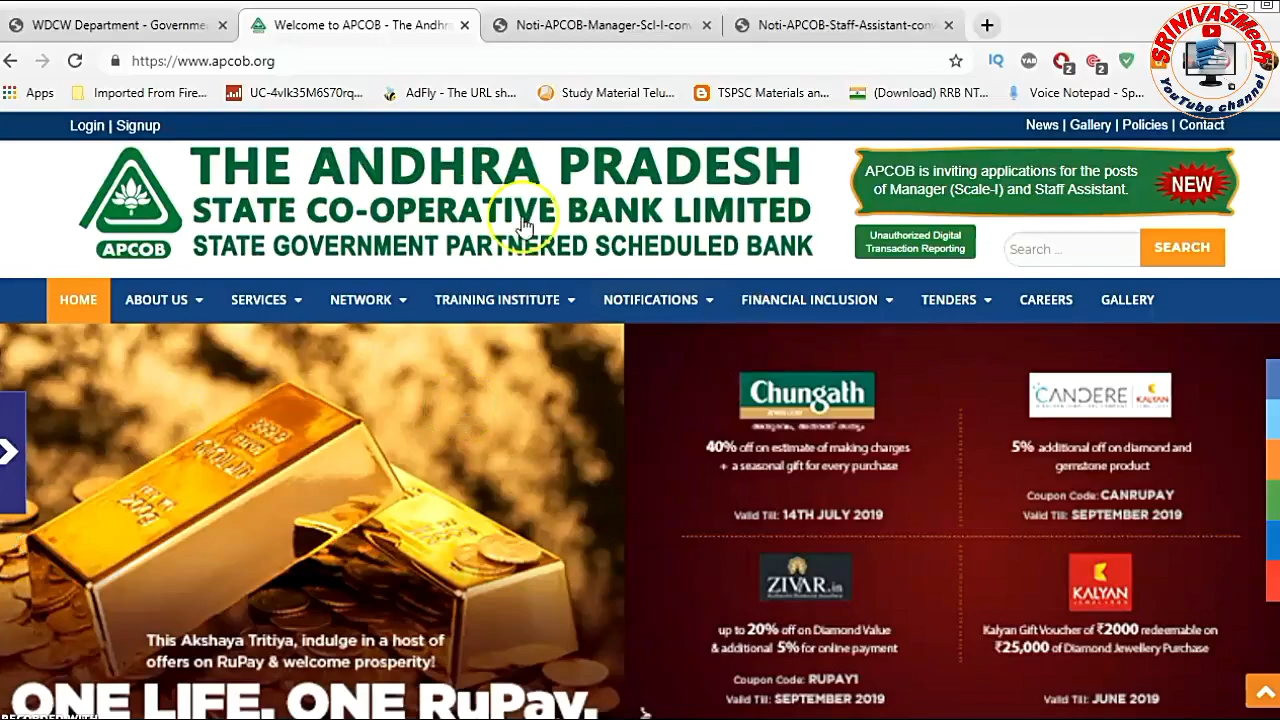 WDCW Department - Governme
Welcome to APCOB - The Andhra
Noti-APCOB-Manager-Scl-I-com
Noti-APCOB-Staff-Assistant-com
https://www.apcob.org
IQ
YAB
2
2
SRINIVASMech
YouTube channel
Apps
Imported From Fire...
UC-4vlk35M6S70rq...
AdFly - The URL sh...
Study Material Telu...
TSPSC Materials an...
(Download) RRB NT...
Voice Notepad - Sp...
Login | Signup
News | Gallery | Policies | Contact
THE ANDHRA PRADESH
STATE CO-OPERATIVE BANK LIMITED
STATE GOVERNMENT PARTNERED SCHEDULED BANK
APCOB
APCOB is inviting applications for the posts
of Manager (Scale-I) and Staff Assistant.
NEW
Unauthorized Digital
Transaction Reporting
Search ...
SEARCH
HOME
ABOUT US
SERVICES
NETWORK
TRAINING INSTITUTE
NOTIFICATIONS
FINANCIAL INCLUSION
TENDERS
CAREERS
GALLERY
This Akshaya Tritiya, indulge in a host of
offers on RuPay & welcome prosperity!
ONE LIFE. ONE RuPay.
Chungath
40% off on estimate of making charges
+ a seasonal gift for every purchase
Valid Till: 14TH JULY 2019
CANDERE
KALYAN
5% additional off on diamond and
gemstone product
Coupon Code: CANRUPAY
Valid Till: SEPTEMBER 2019
ZIVAR.in
up to 20% off on Diamond Value
& additional 5% for online payment
Coupon Code: RUPAY1
Valid Till: SEPTEMBER 2019
KALYAN
JEWELLERS
Kalyan Gift Voucher of ₹2000 redeemable on
₹25,000 of Diamond Jewellery Purchase
Valid Till: JUNE 2019